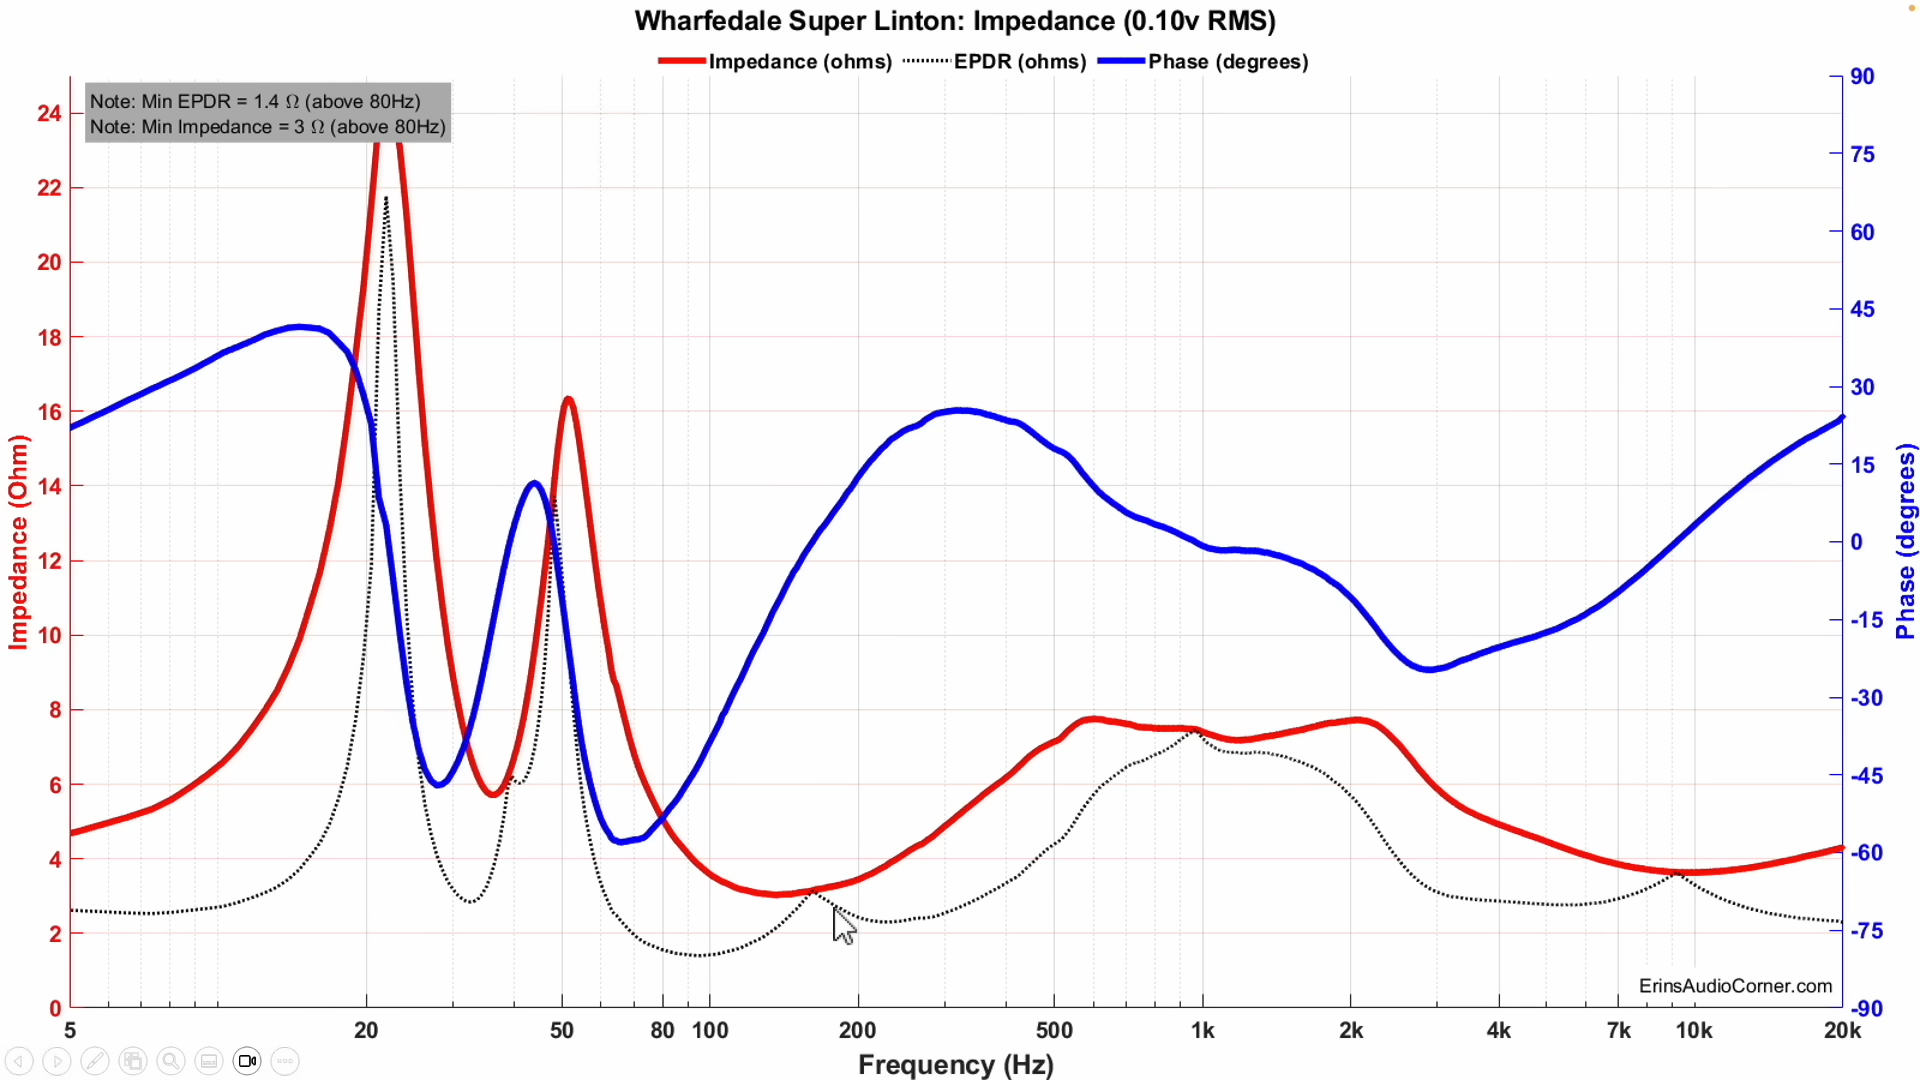 Wharfedale Super Linton: Impedance (0.10v RMS)
Impedance (ohms) EPDR (ohms) Phase (degrees)
Note: Min EPDR = 1.4 Ω (above 80Hz)
Note: Min Impedance = 3 Ω (above 80Hz)
Impedance (Ohm)
24
22
20
18
16
14
12
10
8
6
4
2
0
90
75
60
45
30
15
0
-15
-30
-45
-60
-75
-90
Phase (degrees)
ErinsAudioCorner.com
5 20 50 80 100 200 500 1k 2k 4k 7k 10k 20k
Frequency (Hz)